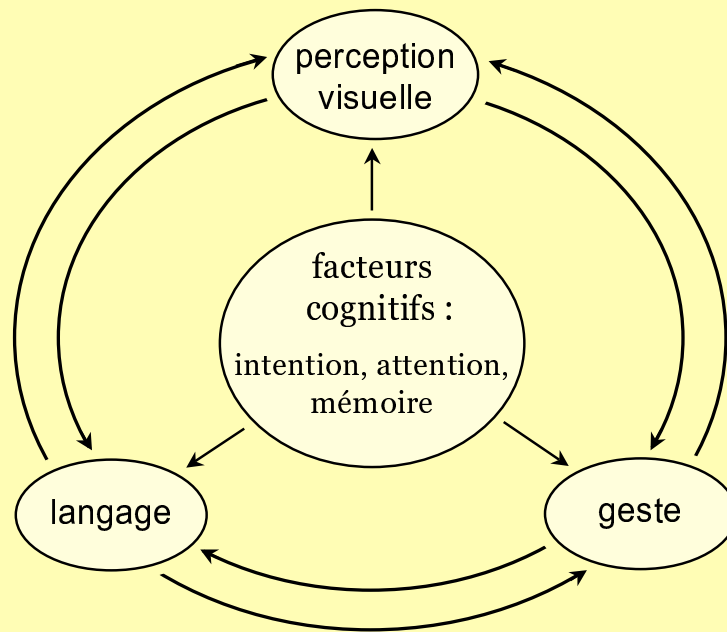 perception
visuelle
facteurs
cognitifs :
intention, attention,
mémoire
langage
geste